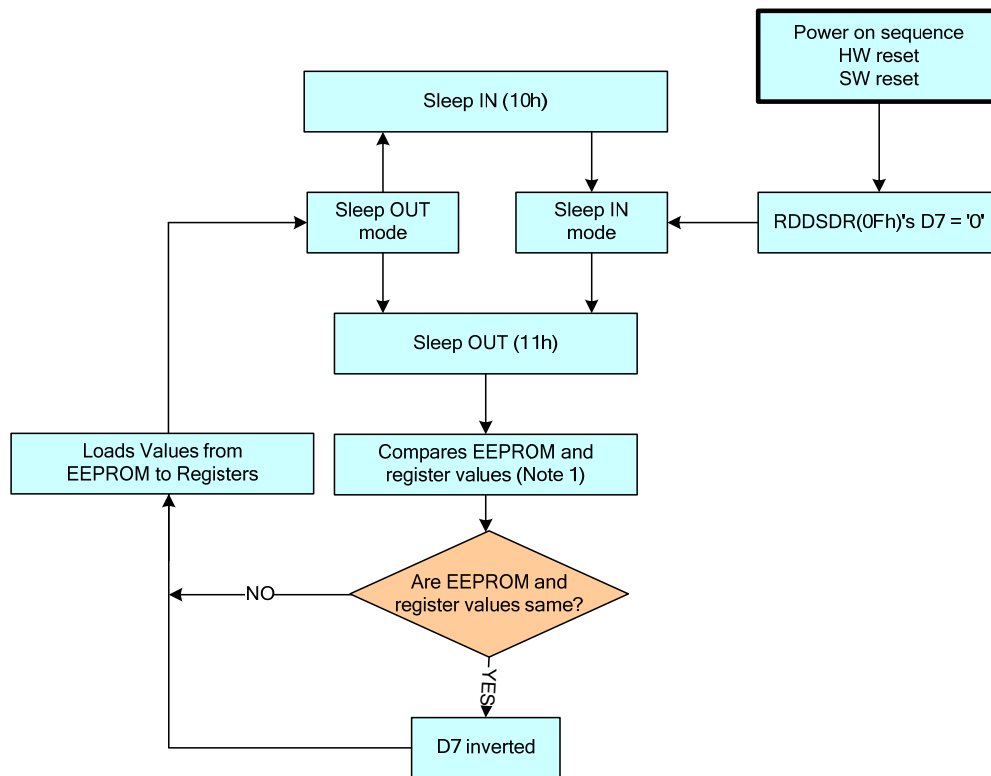 Power on sequence
HW reset
SW reset
Sleep IN (10h)
Sleep OUT
mode
Sleep IN
mode
RDDSDR(0Fh)'s D7 = '0'
Sleep OUT (11h)
Loads Values from
EEPROM to Registers
Compares EEPROM and
register values (Note 1)
Are EEPROM and
register values same?
NO
YES
D7 inverted